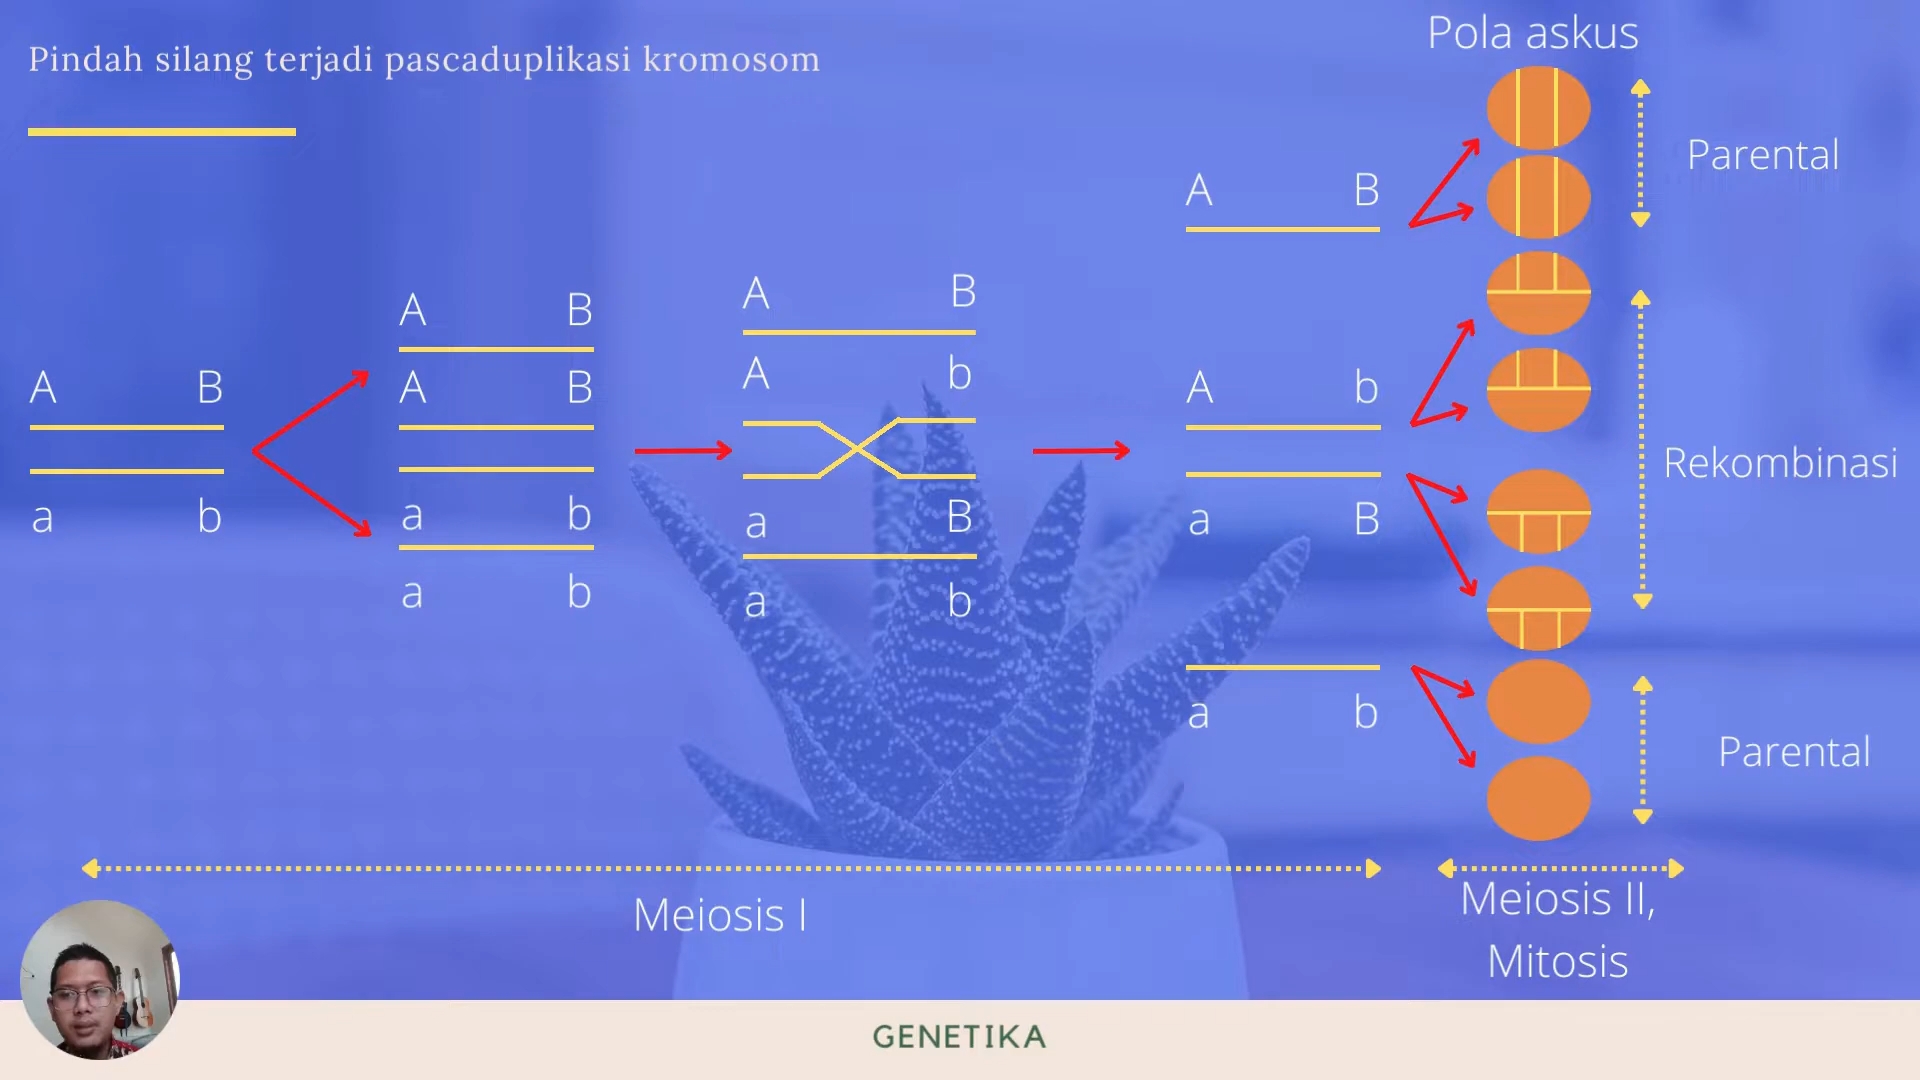 Pindah silang terjadi pascaduplikasi kromosom
Pola askus
A B
a b
A B
A B
a b
a b
A B
A b
a B
a b
A B
A b
a B
a b
Parental
Rekombinasi
Parental
Meiosis I
Meiosis II,
Mitosis
GENETIKA